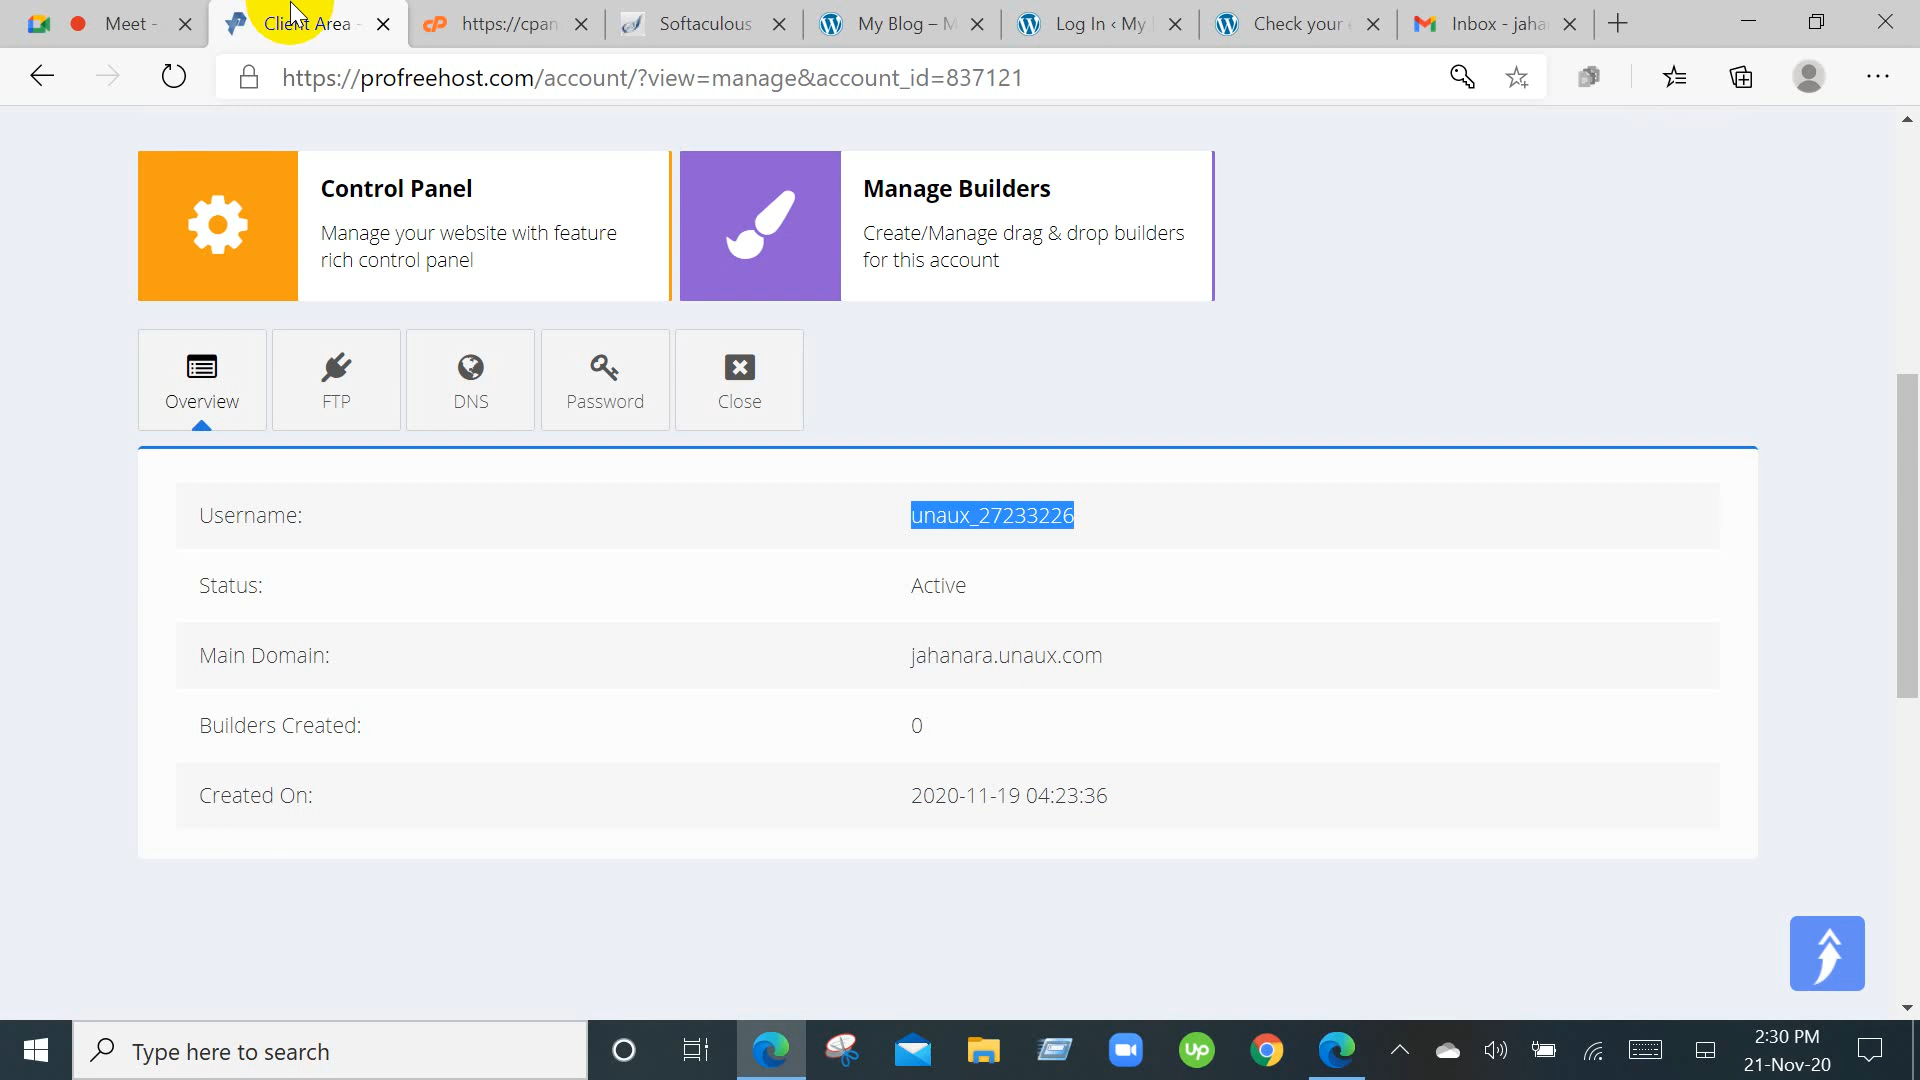 Meet -
Client Area -
https://cpan
Softaculous
My Blog – M
Log In ‹ My
Check your
Inbox - jaha
https://profreehost.com/account/?view=manage&account_id=837121
Control Panel
Manage your website with feature
rich control panel
Manage Builders
Create/Manage drag & drop builders
for this account
Overview
FTP
DNS
Password
Close
Username: unaux_27233226
Status: Active
Main Domain: jahanara.unaux.com
Builders Created: 0
Created On: 2020-11-19 04:23:36
Type here to search
2:30 PM
21-Nov-20